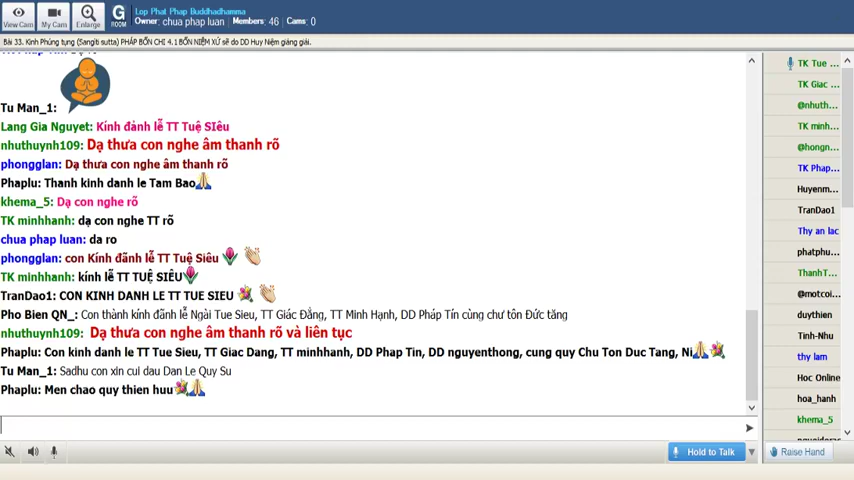 Lop Phat Phap Buddhadhamma
Owner: chua phap luan : Members: 46 : Cams: 0
View Cam
My Cam
Enlarge
G
ROOM
Bài 33. Kinh Phúng tụng (Sangiti sutta) PHÁP BỐN CHI 4.1 BỐN NIỆM XỨ sẽ do DD Huy Niệm giảng giải.
Tu Man_1:
Lang Gia Nguyet: Kính đảnh lễ TT Tuệ SIêu
nhuthuynh109: Dạ thưa con nghe âm thanh rõ
phongglan: Dạ thưa con nghe âm thanh rõ
Phaplu: Thanh kinh danh le Tam Bao
khema_5: Dạ con nghe rõ
TK minhhanh: dạ con nghe TT rõ
chua phap luan: da ro
phongglan: con Kính đãnh lễ TT Tuệ Siêu
TK minhhanh: kính lễ TT TUỆ SIÊU
TranDao1: CON KINH DANH LE TT TUE SIEU
Pho Bien QN_: Con thành kính đảnh lễ Ngài Tue Sieu, TT Giác Đẳng, TT Minh Hạnh, DD Pháp Tín cùng chư tôn Đức tăng
nhuthuynh109: Dạ thưa con nghe âm thanh rõ và liên tục
Phaplu: Con kinh danh le TT Tue Sieu, TT Giac Dang, TT minhhanh, DD Phap Tin, DD nguyenthong, cung quy Chu Ton Duc Tang, Ni
Tu Man_1: Sadhu con xin cui dau Dan Le Quy Su
Phaplu: Men chao quy thien huu
Hold to Talk
TK Tue ...
TK Giac ...
@nhuth...
TK minh...
@hongn...
TK Phap...
Huyenm...
TranDao1
Thy an lac
phatphu...
ThanhT...
@motcoi...
duythien
Tinh-Nhu
thy lam
Hoc Online
hoa_hanh
khema_5
Raise Hand